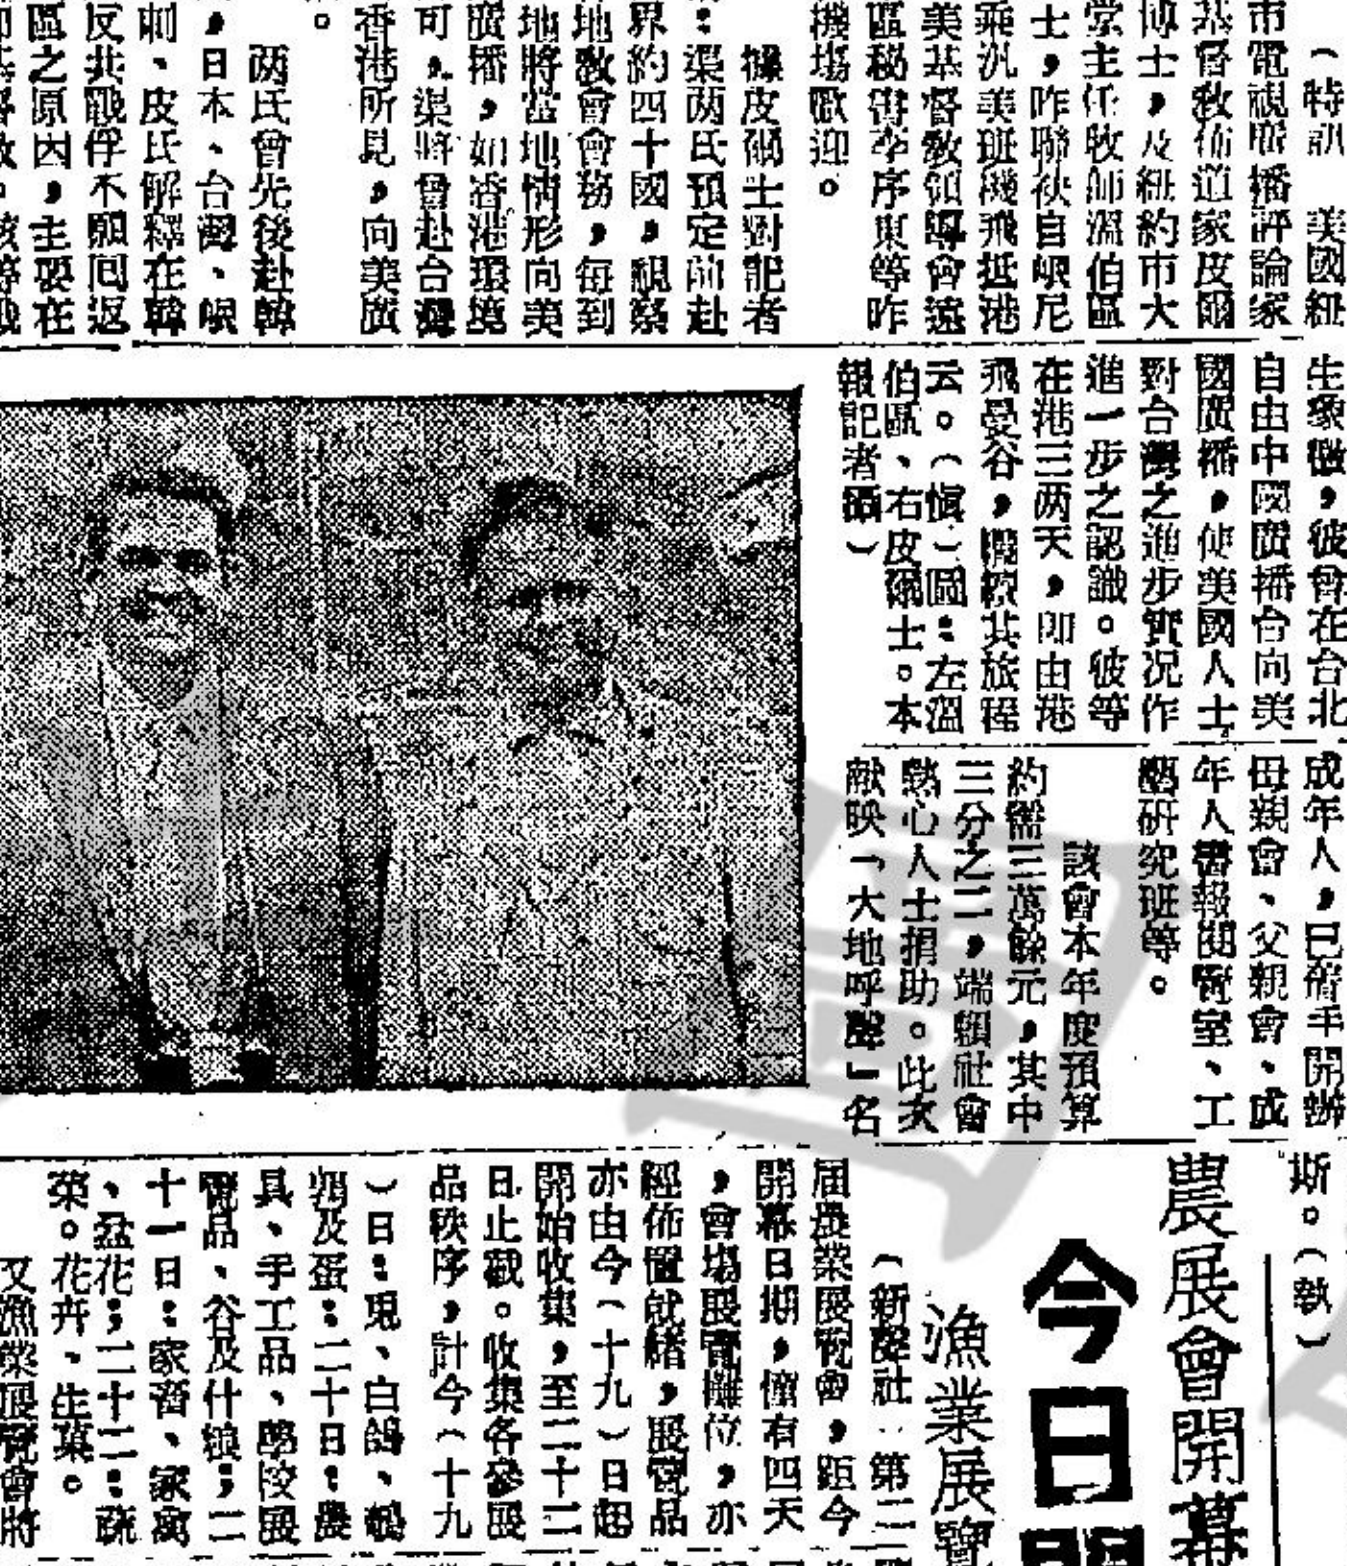 （特訊　美國紐
市電視廣播評論家
基督敎佈道家皮爾
博士，及紐約市大
堂主任牧師溫伯區
士，昨聯袂自峴尼
乘汎美班機飛抵港
美基督敎領導會遠
區秘書李序東等昨
機場歡迎。
據皮爾士對記者
：渠两氏預定前赴
界約四十國，視察
地敎會會務，每到
地將當地情形向美
廣播，如香港環境
可，渠將曾赴台灣
香港所見，向美廣
。
两氏曾先後赴韓
，日本、台灣、峴
刺、皮氏解釋在韓
反共戰俘不願囘返
區之原因，主要在
敎。該等
生象徵，彼曾在台北
自由中國廣播台向美
國廣播，使美國人士
對台灣之進步實況作
進一步之認識。彼等
在港三两天，即由港
飛曼谷，繼續其旅程
云。（愼）圖：左溫
伯區、右皮爾士。本
報記者攝）
成年人，已着手開辦
母親會、父親會、成
年人書報閱覽室、工
藝研究班等。
該會本年度預算
約需三萬餘元，其中
三分之二，端賴社會
熱心人士捐助。此次
献映「大地呼聲」名
斯。（執）
農展會開幕
今日開
漁業展覽
（新聲社）第二
屆農業展覽會，距今
開幕日期，僅有四天
，會場展覽攤位，亦
經佈置就緒，展覽品
亦由今（十九）日起
開始收集，至二十二
日止截。收集各參展
品秩序，計今（十九
）日：現、白鴿、鵝
鴨及蛋：二十日：農
具、手工品、學校展
覽品、谷及什糧；二
十一日：家畜、家禽
、盆花；二十二：蔬
菜。花卉、生菓。
又漁業展覽會將